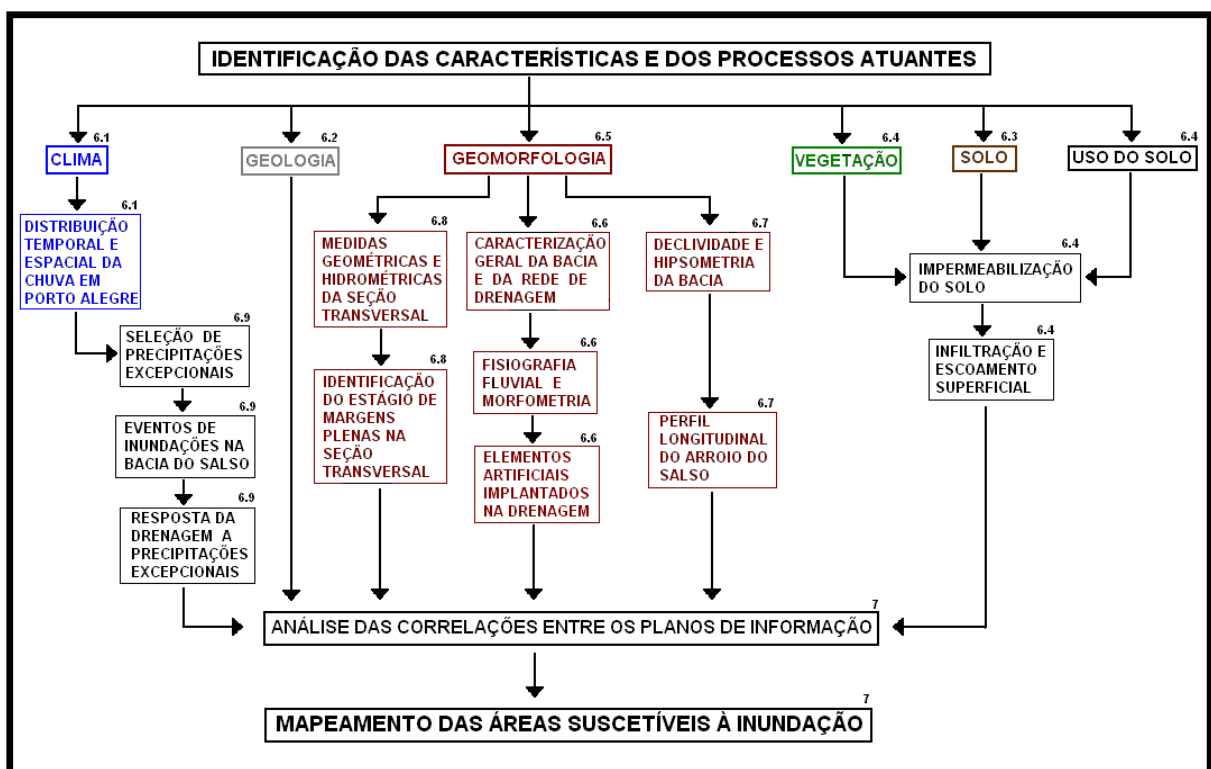 IDENTIFICAÇÃO DAS CARACTERÍSTICAS E DOS PROCESSOS ATUANTES
6.1
CLIMA
6.2
GEOLOGIA
6.5
GEOMORFOLOGIA
6.4
VEGETAÇÃO
6.3
SOLO
6.4
USO DO SOLO
6.1
DISTRIBUIÇÃO
TEMPORAL E
ESPACIAL DA
CHUVA EM
PORTO ALEGRE
6.9
SELEÇÃO DE
PRECIPITAÇÕES
EXCEPCIONAIS
6.9
EVENTOS DE
INUNDAÇÕES NA
BACIA DO SALSO
6.9
RESPOSTA DA
DRENAGEM A
PRECIPITAÇÕES
EXCEPCIONAIS
6.8
MEDIDAS
GEOMÉTRICAS E
HIDROMÉTRICAS
DA SEÇÃO
TRANSVERSAL
6.8
IDENTIFICAÇÃO
DO ESTÁGIO DE
MARGENS
PLENAS NA
SEÇÃO
TRANSVERSAL
6.6
CARACTERIZAÇÃO
GERAL DA BACIA
E DA REDE DE
DRENAGEM
6.6
FISIOGRAFIA
FLUVIAL E
MORFOMETRIA
6.6
ELEMENTOS
ARTIFICIAIS
IMPLANTADOS
NA DRENAGEM
6.7
DECLIVIDADE E
HIPSOMETRIA
DA BACIA
6.7
PERFIL
LONGITUDINAL
DO ARROIO DO
SALSO
6.4
IMPERMEABILIZAÇÃO
DO SOLO
6.4
INFILTRAÇÃO E
ESCOAMENTO
SUPERFICIAL
7
ANÁLISE DAS CORRELAÇÕES ENTRE OS PLANOS DE INFORMAÇÃO
7
MAPEAMENTO DAS ÁREAS SUSCETÍVEIS À INUNDAÇÃO